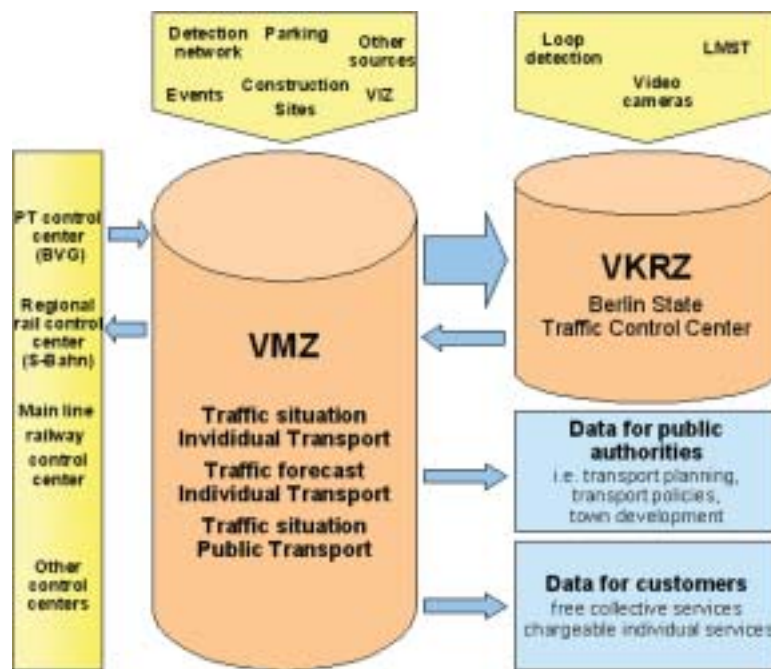 Detection
network
Parking
Other
sources
Events
Construction
Sites
VIZ
Loop
detection
LMST
Video
cameras
PT control
center
(BVG)
Regional
rail control
center
(S-Bahn)
Main line
railway
control
center
Other
control
centers
VMZ
Traffic situation
Invididual Transport
Traffic forecast
Individual Transport
Traffic situation
Public Transport
VKRZ
Berlin State
Traffic Control Center
Data for public
authorities
i.e. transport planning,
transport policies,
town development
Data for customers
free collective services
chargeable individual services